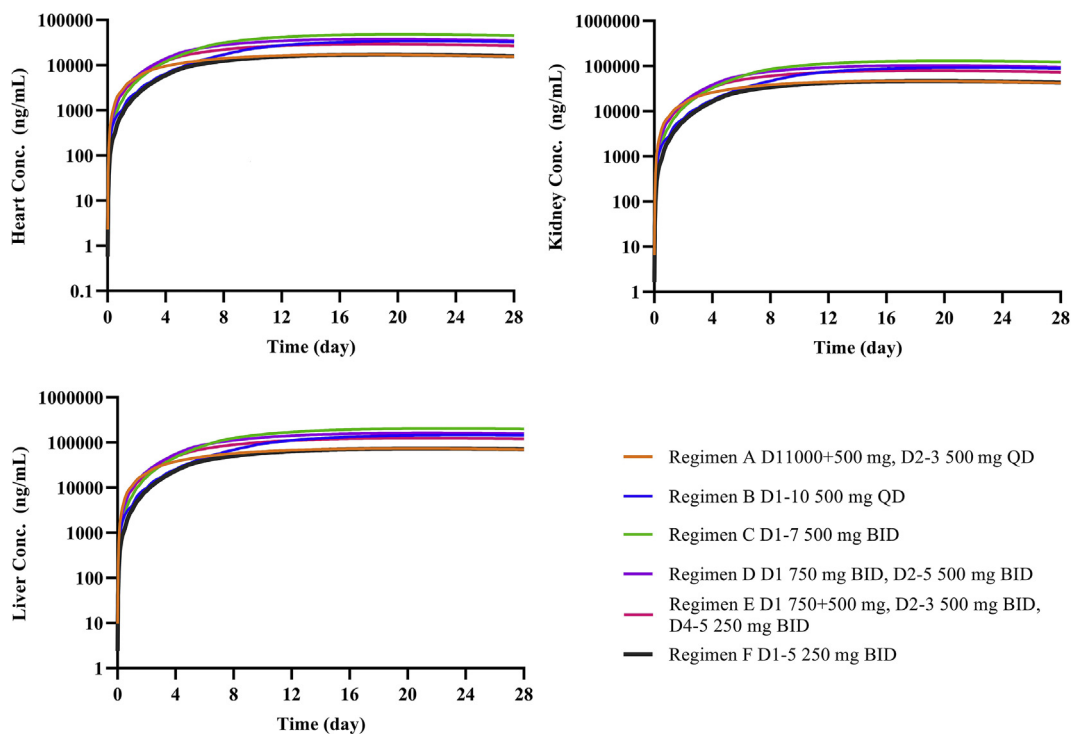 100000
10000
1000
100
10
1
0.1
Heart Conc. (ng/mL)
0 4 8 12 16 20 24 28
Time (day)
1000000
100000
10000
1000
100
10
1
Kidney Conc. (ng/mL)
0 4 8 12 16 20 24 28
Time (day)
1000000
100000
10000
1000
100
10
1
Liver Conc. (ng/mL)
0 4 8 12 16 20 24 28
Time (day)
Regimen A D11000+500 mg, D2-3 500 mg QD
Regimen B D1-10 500 mg QD
Regimen C D1-7 500 mg BID
Regimen D D1 750 mg BID, D2-5 500 mg BID
Regimen E D1 750+500 mg, D2-3 500 mg BID,
D4-5 250 mg BID
Regimen F D1-5 250 mg BID